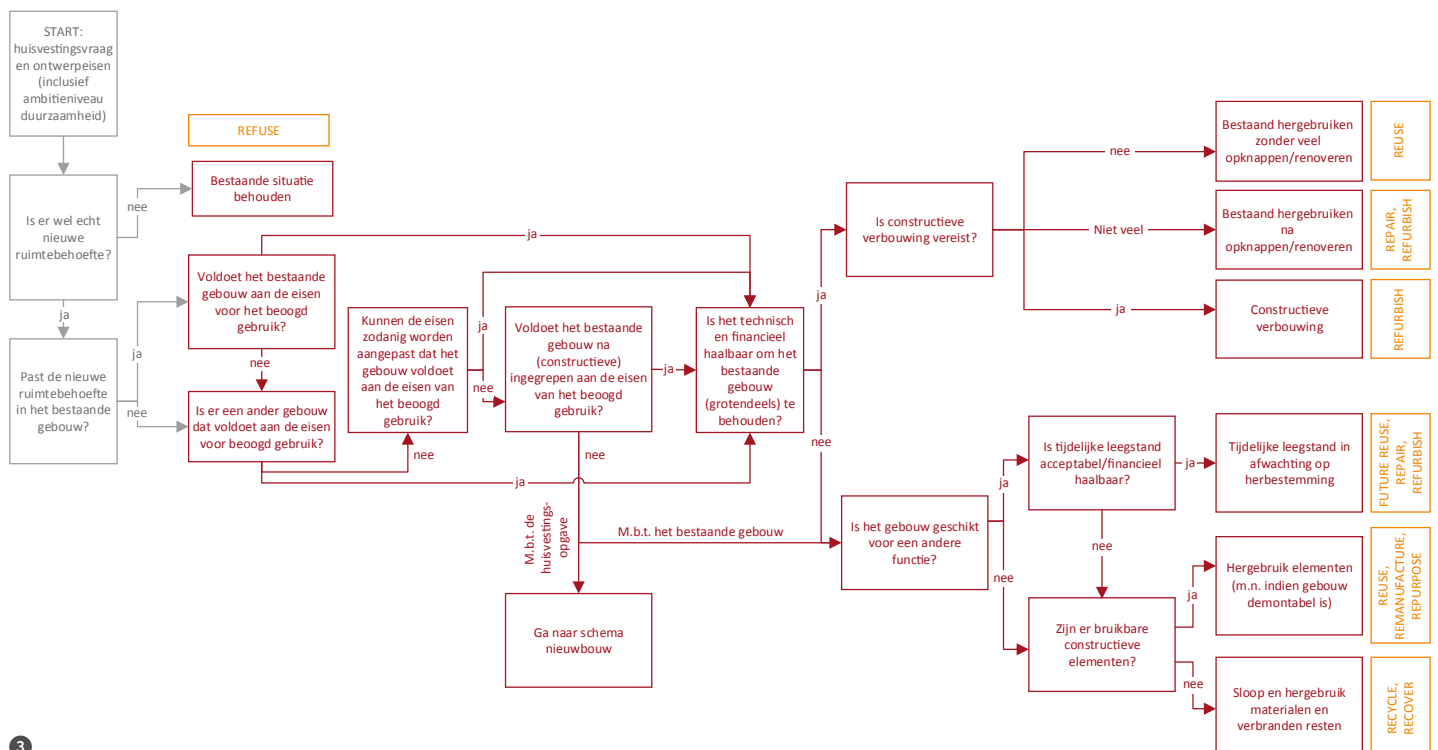 START:
huisvestingsvraag
en ontwerpeisen
(inclusief
ambitieniveau
duurzaamheid)
Is er wel echt
nieuwe
ruimtebehoefte?
nee
ja
Past de nieuwe
ruimtebehoefte
in het bestaande
gebouw?
ja
nee
REFUSE
Bestaande situatie
behouden
Voldoet het bestaande
gebouw aan de eisen
voor het beoogd
gebruik?
ja
nee
Is er een ander gebouw
dat voldoet aan de eisen
voor beoogd gebruik?
nee
ja
Kunnen de eisen
zodanig worden
aangepast dat het
gebouw voldoet
aan de eisen van
het beoogd
gebruik?
ja
nee
Voldoet het bestaande
gebouw na
(constructieve)
ingegrepen aan de eisen
van het beoogd
gebruik?
ja
nee
M.b.t. de
huisvestings-
opgave
M.b.t. het bestaande gebouw
Ga naar schema
nieuwbouw
Is het technisch
en financieel
haalbaar om het
bestaande
gebouw
(grotendeels) te
behouden?
ja
nee
Is constructieve
verbouwing vereist?
nee
Niet veel
ja
Bestaand hergebruiken
zonder veel
opknappen/renoveren
REUSE
Bestaand hergebruiken
na
opknappen/renoveren
REPAIR,
REFURBISH
Constructieve
verbouwing
REFURBISH
Is het gebouw geschikt
voor een andere
functie?
ja
nee
Is tijdelijke leegstand
acceptabel/financieel
haalbaar?
ja
nee
Tijdelijke leegstand in
afwachting op
herbestemming
FUTURE REUSE,
REPAIR,
REFURBISH
Zijn er bruikbare
constructieve
elementen?
ja
nee
Hergebruik elementen
(m.n. indien gebouw
demontabel is)
REUSE,
REMANUFACTURE,
REPURPOSE
Sloop en hergebruik
materialen en
verbranden resten
RECYCLE,
RECOVER
3